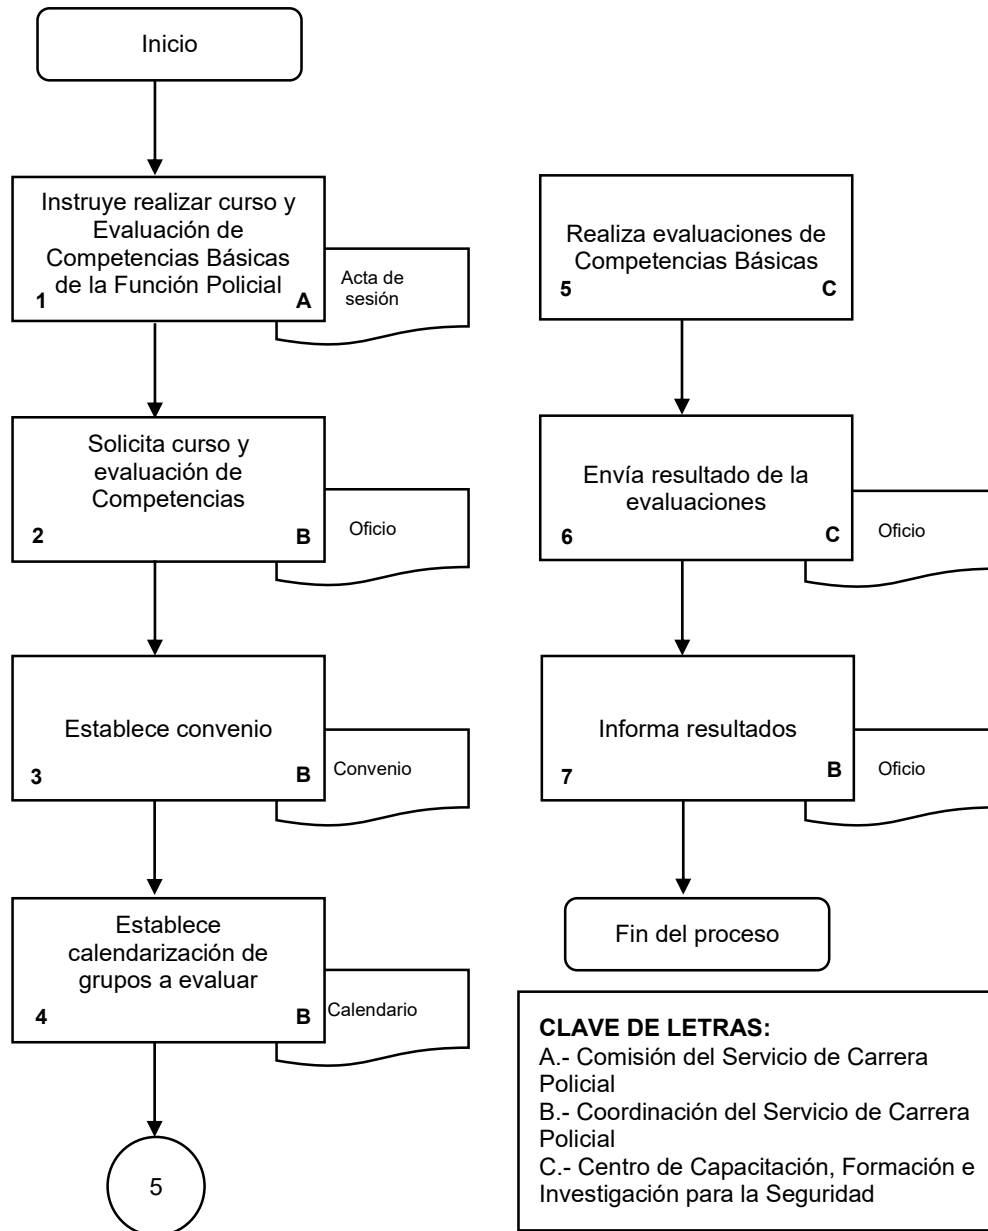 Inicio
Instruye realizar curso y
Evaluación de
Competencias Básicas
de la Función Policial
1
A
Acta de
sesión
Solicita curso y
evaluación de
Competencias
2
B
Oficio
Establece convenio
3
B
Convenio
Establece
calendarización de
grupos a evaluar
4
B
Calendario
5
Realiza evaluaciones de
Competencias Básicas
5
C
Envía resultado de la
evaluaciones
6
C
Oficio
Informa resultados
7
B
Oficio
Fin del proceso
CLAVE DE LETRAS:
A.- Comisión del Servicio de Carrera
Policial
B.- Coordinación del Servicio de Carrera
Policial
C.- Centro de Capacitación, Formación e
Investigación para la Seguridad